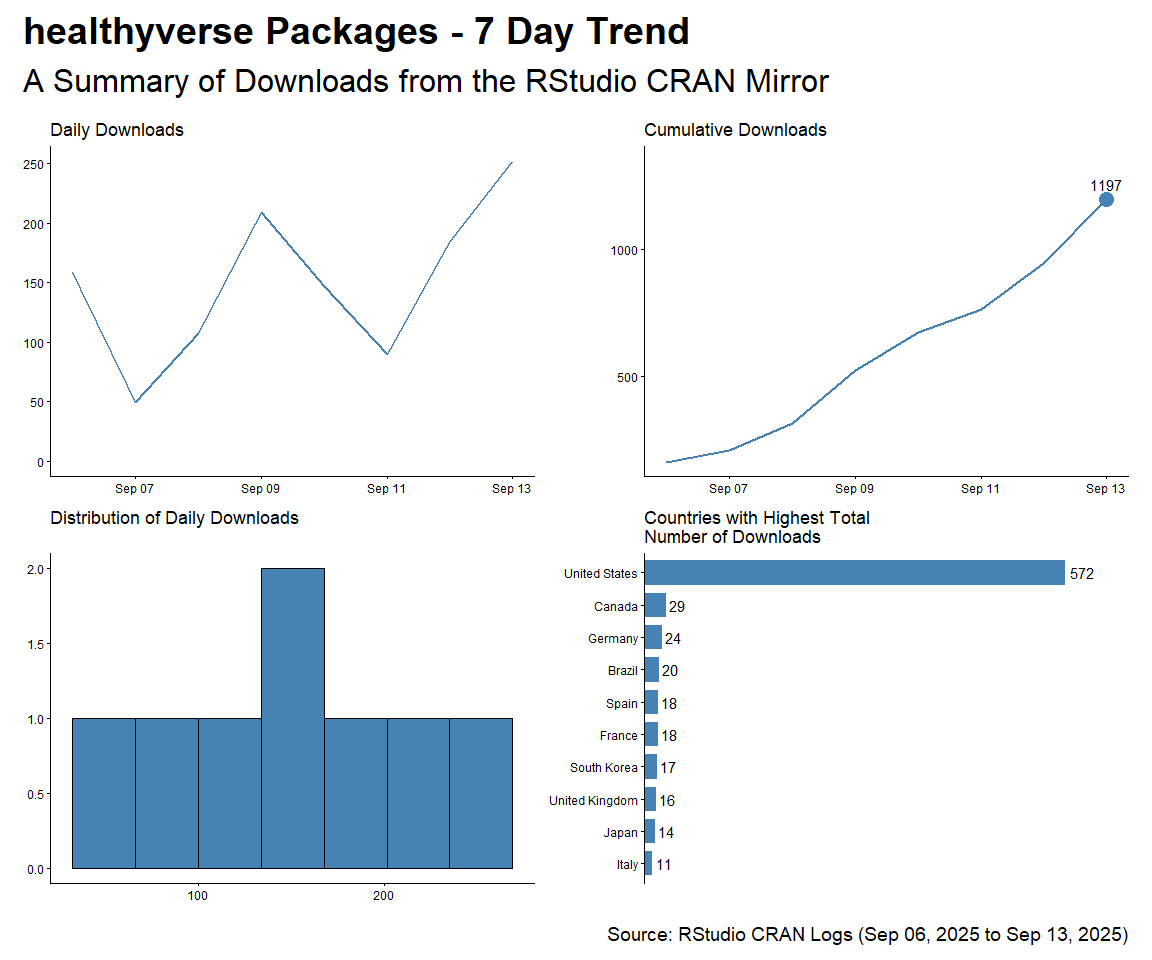 healthyverse Packages - 7 Day Trend
A Summary of Downloads from the RStudio CRAN Mirror
Daily Downloads
250
200
150
100
50
0
Sep 07 Sep 09 Sep 11 Sep 13
Cumulative Downloads
1197
1000
500
Sep 07 Sep 09 Sep 11 Sep 13
Distribution of Daily Downloads
2.0
1.5
1.0
0.5
0.0
100 200
Countries with Highest Total
Number of Downloads
United States 572
Canada 29
Germany 24
Brazil 20
Spain 18
France 18
South Korea 17
United Kingdom 16
Japan 14
Italy 11
Source: RStudio CRAN Logs (Sep 06, 2025 to Sep 13, 2025)